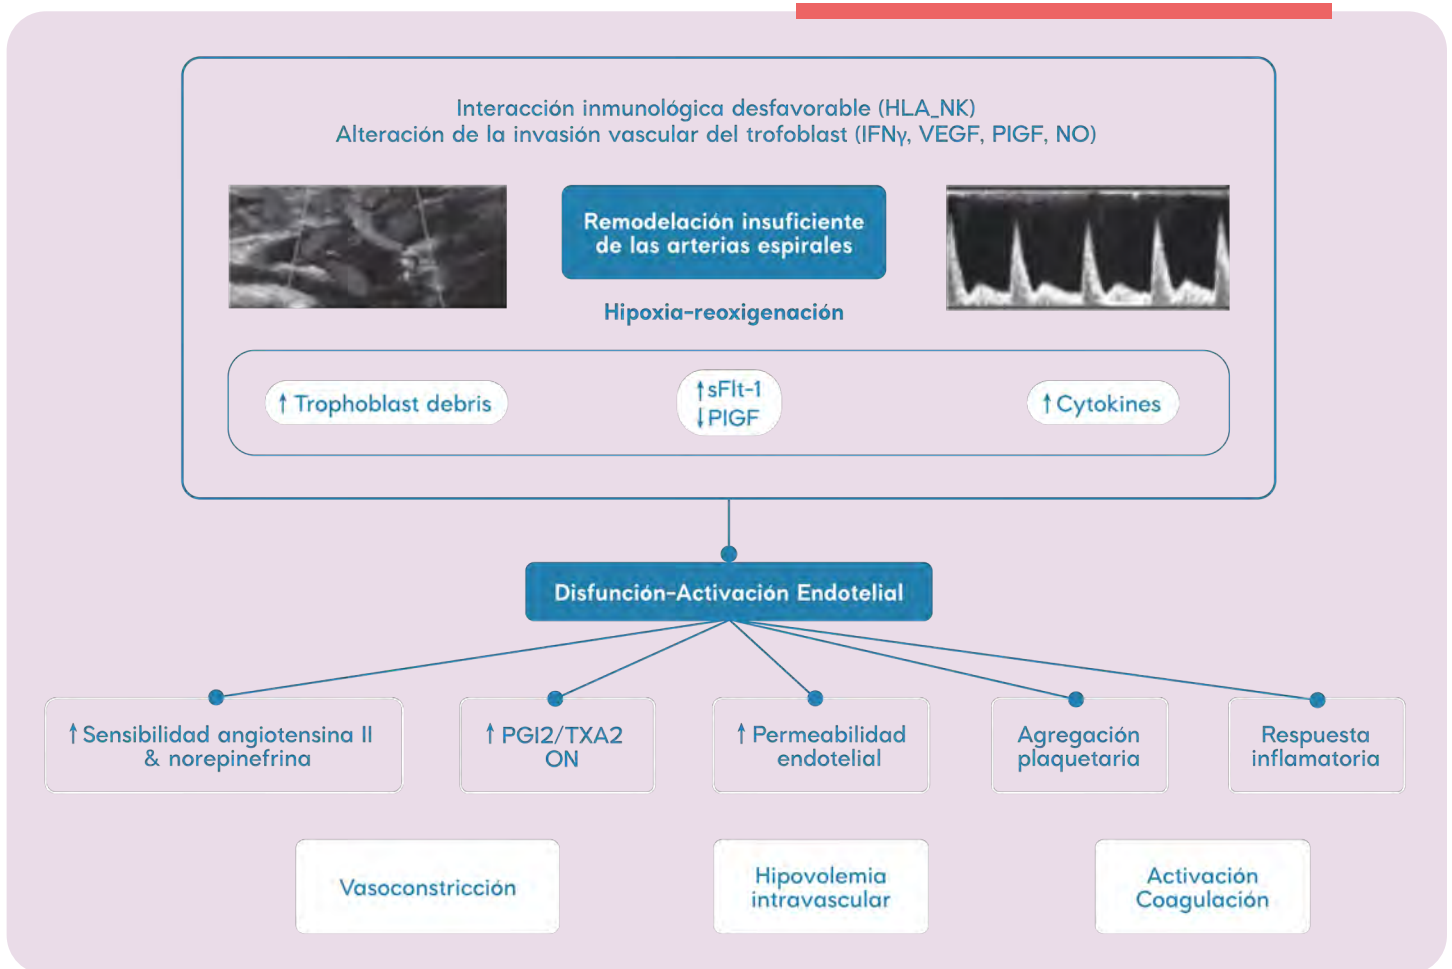 Interacción inmunológica desfavorable (HLA_NK)
Alteración de la invasión vascular del trofoblast (IFNγ, VEGF, PIGF, NO)
Remodelación insuficiente
de las arterias espirales
Hipoxia-reoxigenación
↑ Trophoblast debris
↑ sFlt-1
↓ PIGF
↑ Cytokines
Disfunción-Activación Endotelial
↑ Sensibilidad angiotensina II
& norepinefrina
↑ PGI2/TXA2
ON
↑ Permeabilidad
endotelial
Agregación
plaquetaria
Respuesta
inflamatoria
Vasoconstricción
Hipovolemia
intravascular
Activación
Coagulación